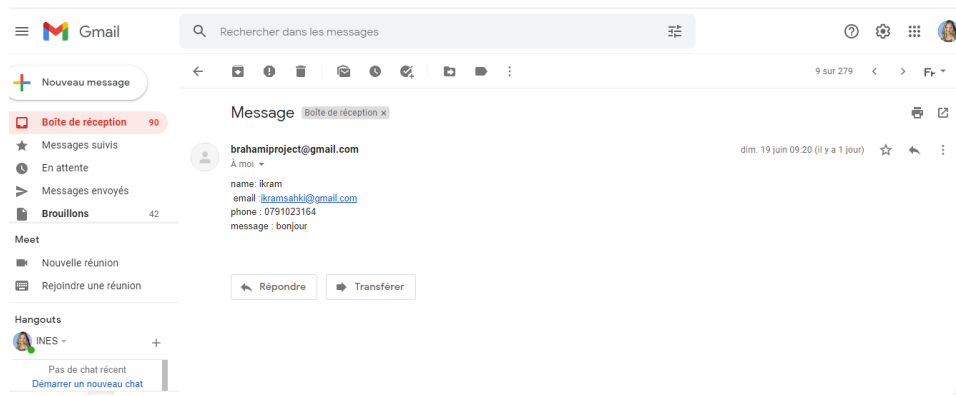 Gmail
Rechercher dans les messages
Nouveau message
9 sur 279
Fr
Message
Boîte de réception ×
Boîte de réception 90
Messages suivis
En attente
Messages envoyés
Brouillons 42
Meet
Nouvelle réunion
Rejoindre une réunion
Hangouts
INES
Pas de chat récent
Démarrer un nouveau chat
brahamiproject@gmail.com
dim. 19 juin 09:20 (il y a 1 jour)
À moi
name: ikram
email :ikramsahki@gmail.com
phone : 0791023164
message : bonjour
Répondre
Transférer